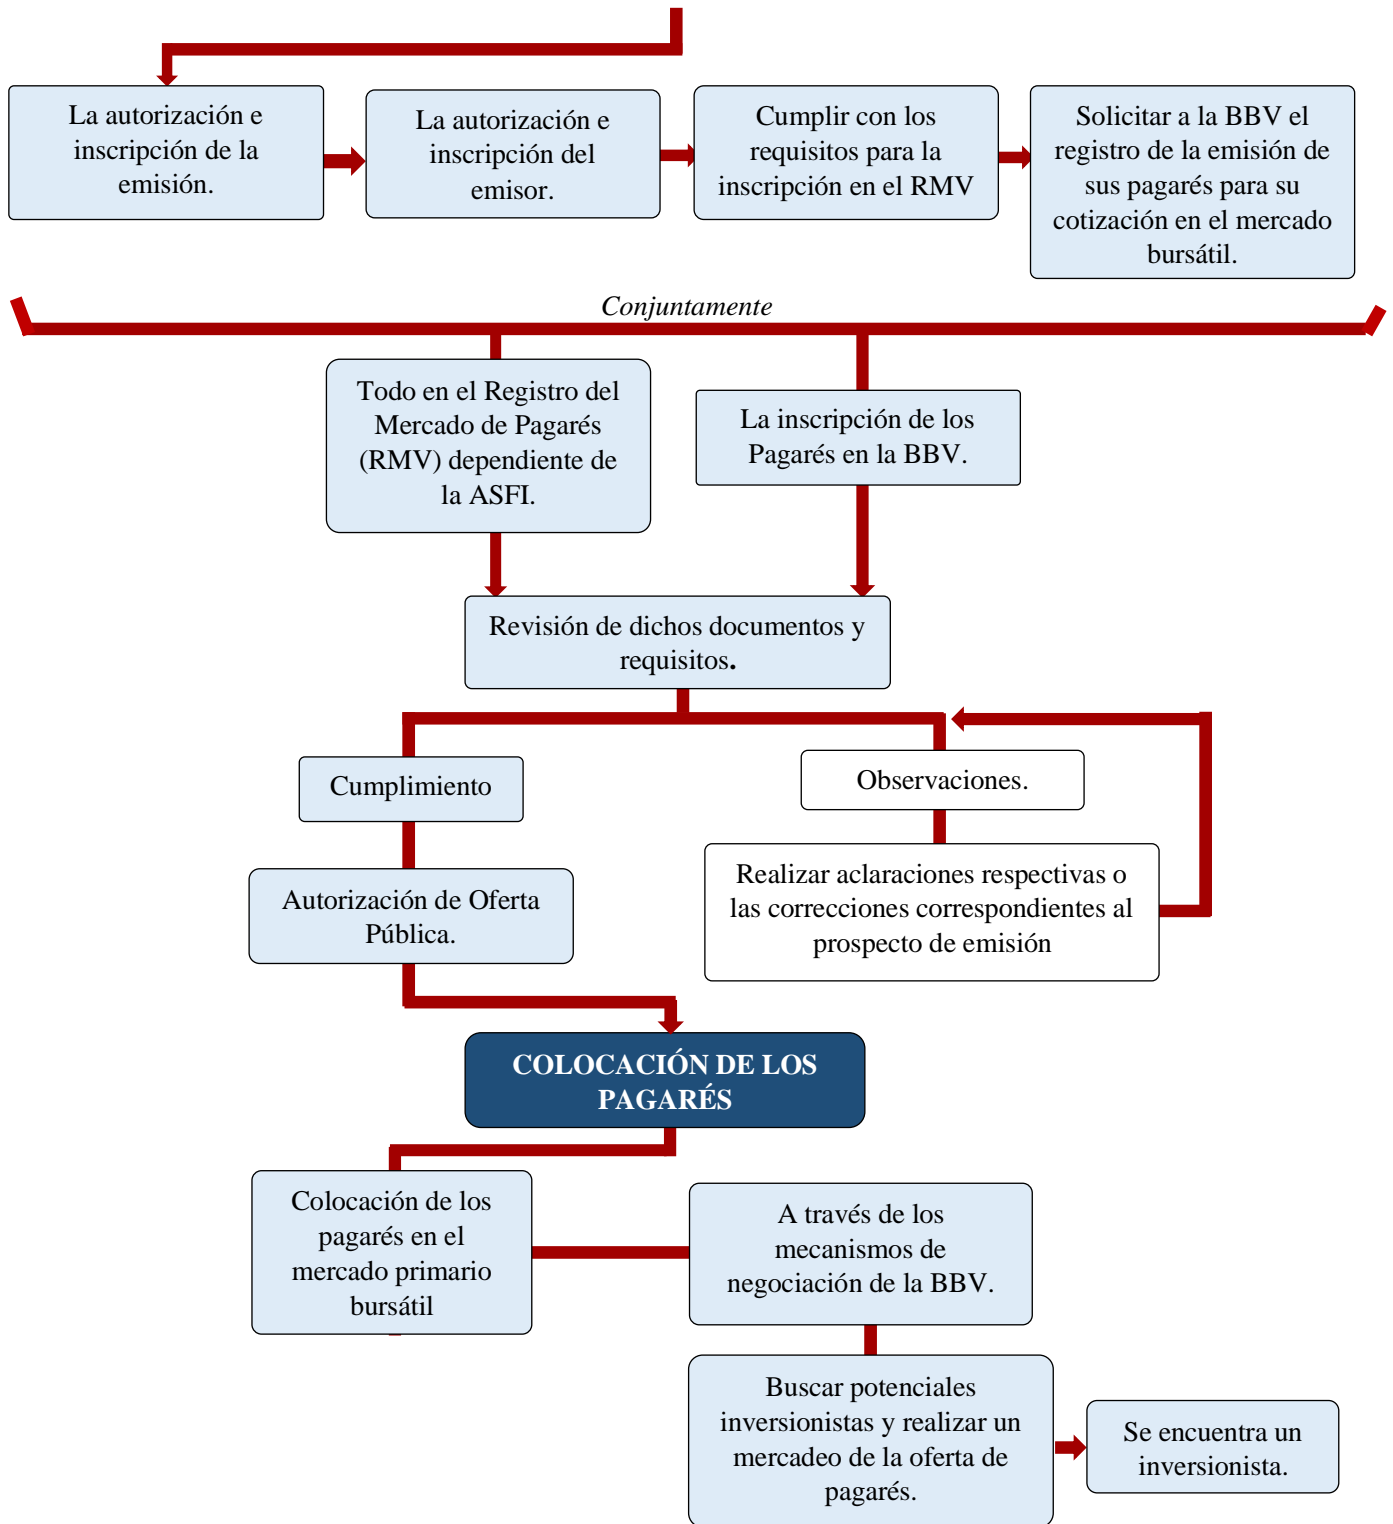 La autorización e
inscripción de la
emisión.
La autorización e
inscripción del
emisor.
Cumplir con los
requisitos para la
inscripción en el RMV
Solicitar a la BBV el
registro de la emisión de
sus pagarés para su
cotización en el mercado
bursátil.
Conjuntamente
Todo en el Registro del
Mercado de Pagarés
(RMV) dependiente de
la ASFI.
La inscripción de los
Pagarés en la BBV.
Revisión de dichos documentos y
requisitos.
Cumplimiento
Observaciones.
Autorización de Oferta
Pública.
Realizar aclaraciones respectivas o
las correcciones correspondientes al
prospecto de emisión
COLOCACIÓN DE LOS
PAGARÉS
Colocación de los
pagarés en el
mercado primario
bursátil
A través de los
mecanismos de
negociación de la BBV.
Buscar potenciales
inversionistas y realizar un
mercadeo de la oferta de
pagarés.
Se encuentra un
inversionista.